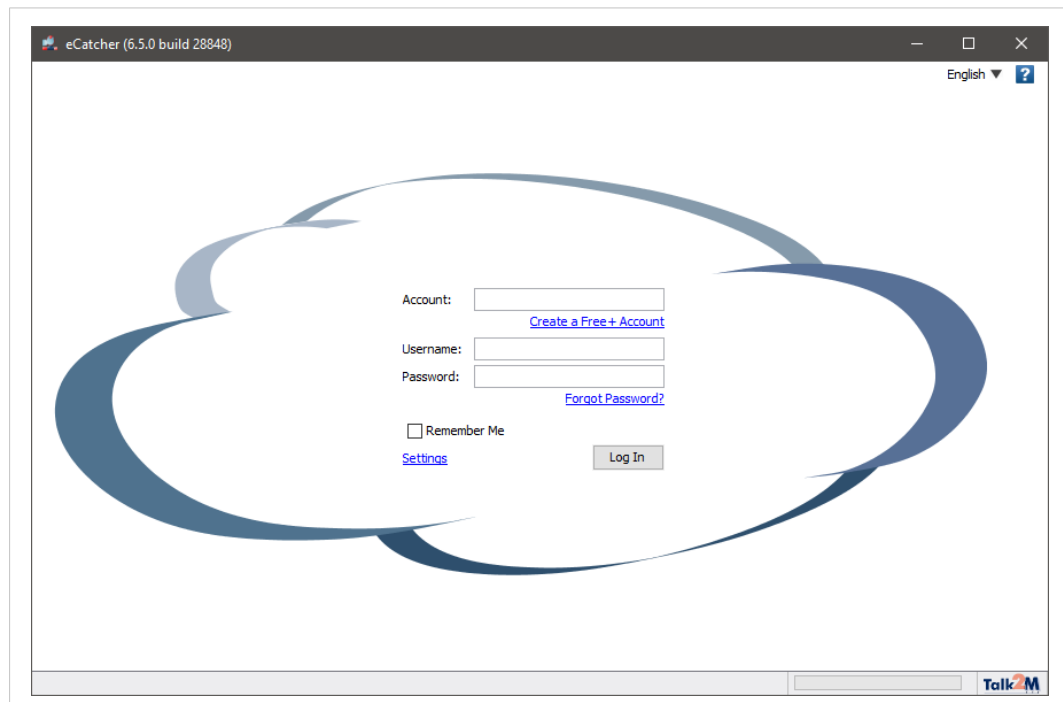 eCatcher (6.5.0 build 28848)
English
?
Account:
Create a Free+ Account
Username:
Password:
Forgot Password?
Remember Me
Settings
Log In
Talk2M